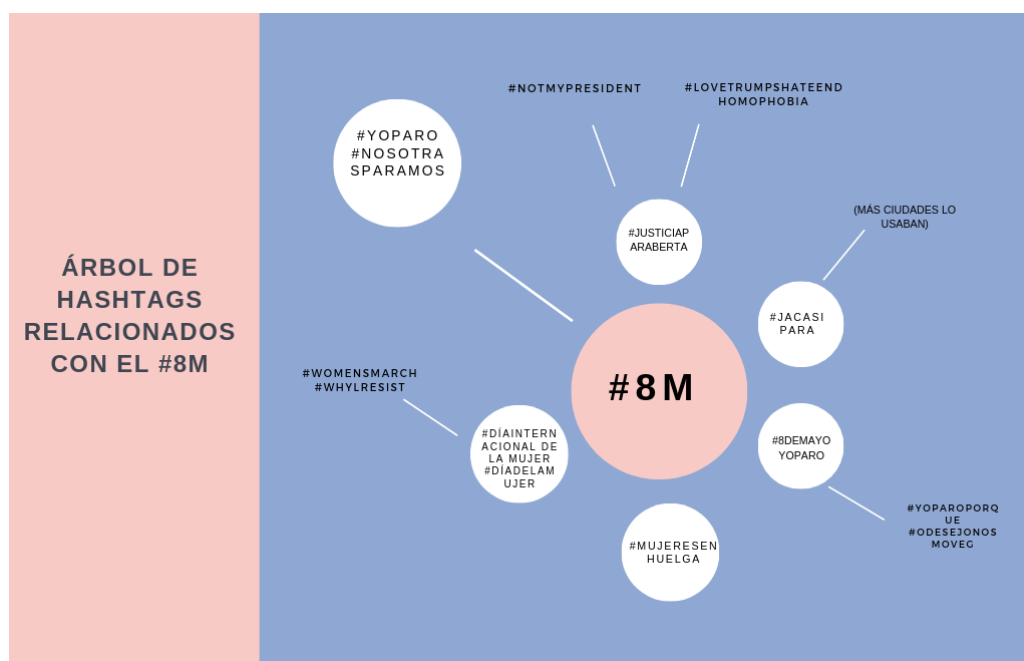 ÁRBOL DE
HASHTAGS
RELACIONADOS
CON EL #8M
#YOPARO
#NOSOTRA
SPARAMOS
#NOTMYPRESIDENT
#LOVETRUMPSHATEEND
HOMOPHOBIA
#JUSTICIAP
ARABERTA
(MÁS CIUDADES LO
USABAN)
#JACASI
PARA
#8M
#WOMENSMARCH
#WHYLRESIST
#DÍAINTERN
ACIONAL DE
LA MUJER
#DÍADELAM
UJER
#8DEMAYO
YOPARO
#YOPAROPORQ
UE
#ODESEJONOS
MOVEG
#MUJERESEN
HUELGA